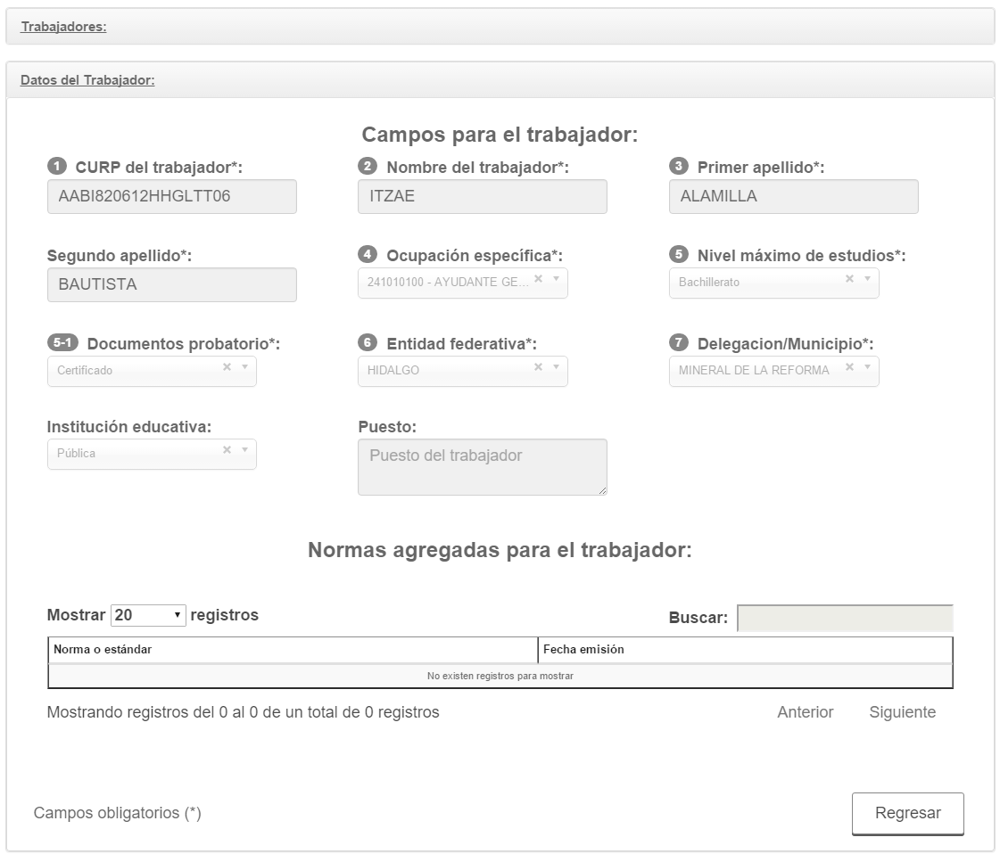 Trabajadores:
Datos del Trabajador:
Campos para el trabajador:
1 CURP del trabajador*: 2 Nombre del trabajador*: 3 Primer apellido*:
AABI820612HHGLTT06 ITZAE ALAMILLA
Segundo apellido*: 4 Ocupación específica*: 5 Nivel máximo de estudios*:
BAUTISTA 241010100 - AYUDANTE GE... Bachillerato
5-1 Documentos probatorio*: 6 Entidad federativa*: 7 Delegacion/Municipio*:
Certificado HIDALGO MINERAL DE LA REFORMA
Institución educativa: Puesto:
Pública Puesto del trabajador
Normas agregadas para el trabajador:
Mostrar 20 registros Buscar:
Norma o estándar Fecha emisión
No existen registros para mostrar
Mostrando registros del 0 al 0 de un total de 0 registros Anterior Siguiente
Campos obligatorios (*) Regresar